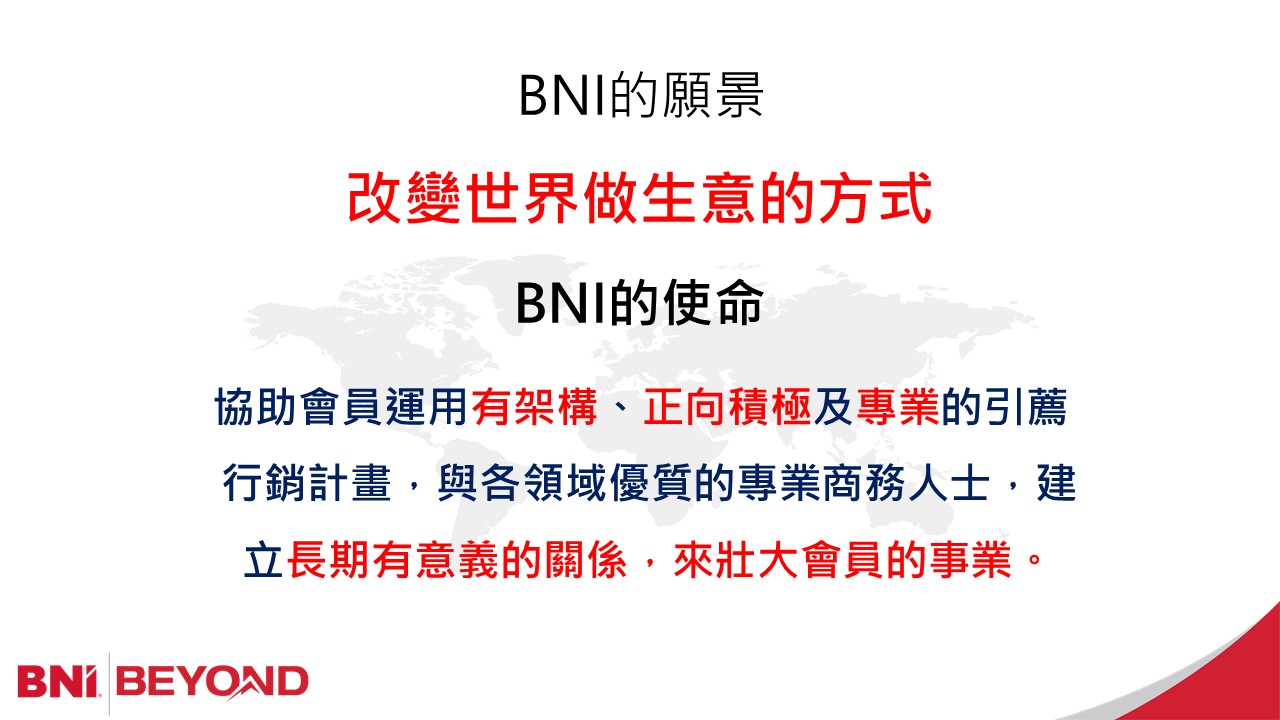 BNI的願景
改變世界做生意的方式
BNI的使命
協助會員運用有架構、正向積極及專業的引薦
行銷計畫，與各領域優質的專業商務人士，建
立長期有意義的關係，來壯大會員的事業。
BNI® BEYOND